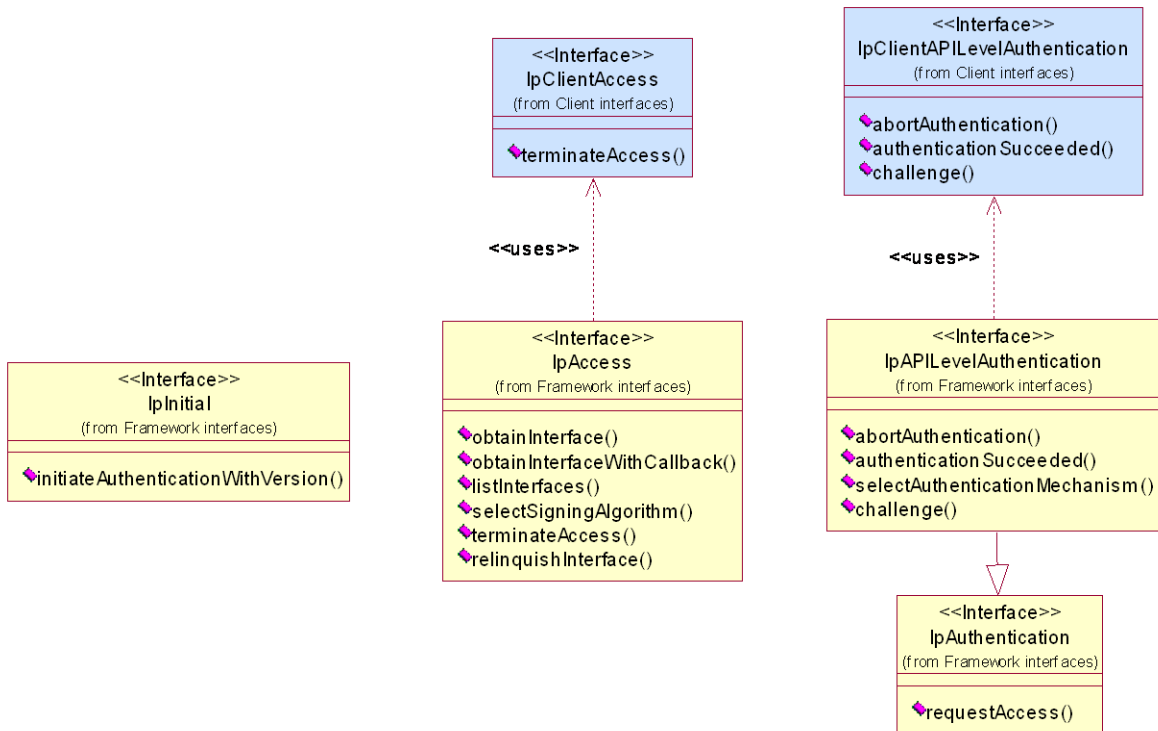 <<Interface>>
IpClientAccess
(from Client interfaces)
terminateAccess()
<<Interface>>
IpClientAPILevelAuthentication
(from Client interfaces)
abortAuthentication()
authenticationSucceeded()
challenge()
<<uses>>
<<uses>>
<<Interface>>
IpInitial
(from Framework interfaces)
initiateAuthenticationWithVersion()
<<Interface>>
IpAccess
(from Framework interfaces)
obtainInterface()
obtainInterfaceWithCallback()
listInterfaces()
selectSigningAlgorithm()
terminateAccess()
relinquishInterface()
<<Interface>>
IpAPILevelAuthentication
(from Framework interfaces)
abortAuthentication()
authenticationSucceeded()
selectAuthenticationMechanism()
challenge()
<<Interface>>
IpAuthentication
(from Framework interfaces)
requestAccess()